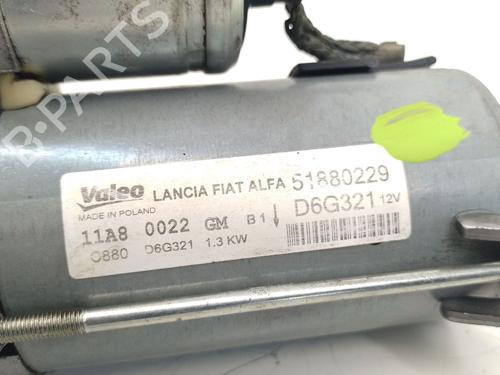 B-PARTS
Valeo LANCIA FIAT ALFA 51880229
MADE IN POLAND D6G321 12V
11A8 0022 GM B1↓
O880 D6G321 1.3 KW